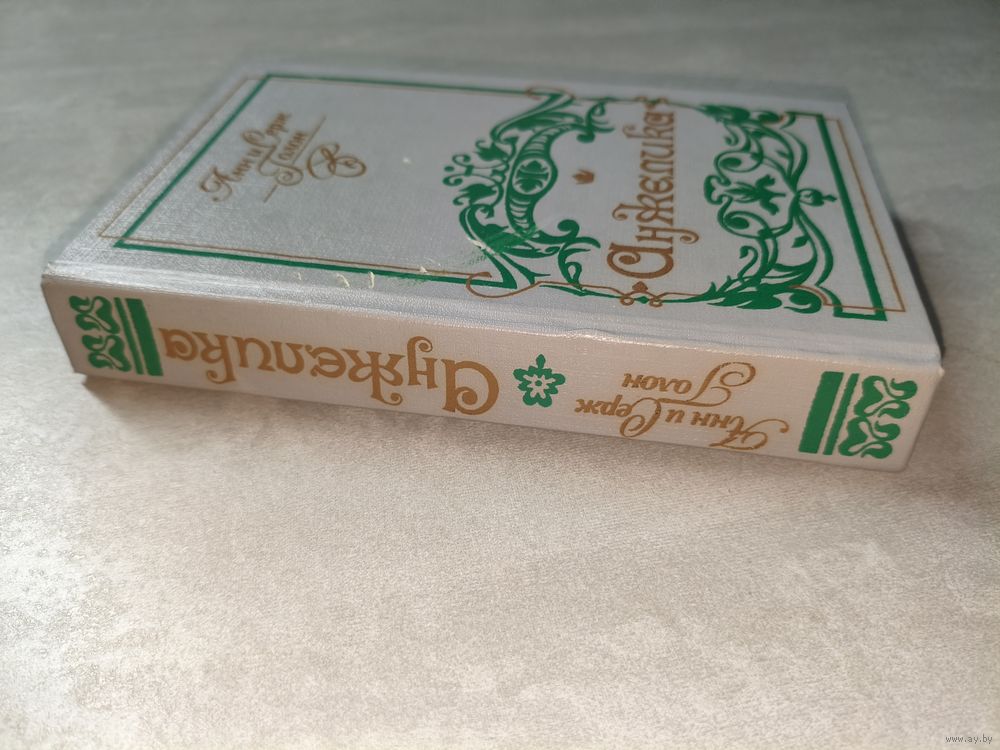 Анн и Серж
Голон
Анжелика
Анн и Серж
Голон
Анжелика
www.ay.by